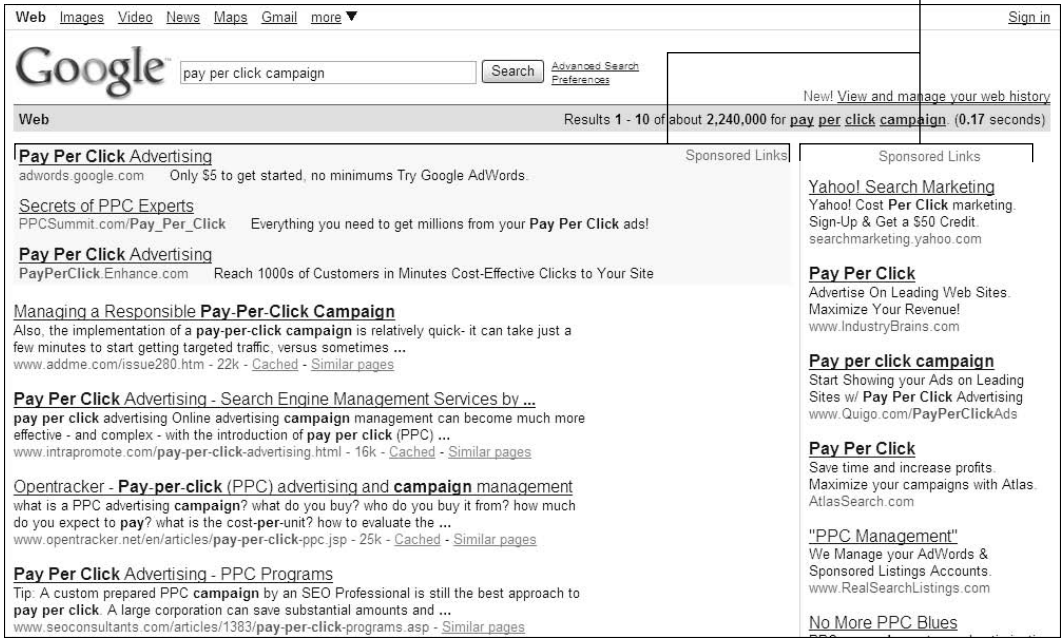 Web Images Video News Maps Gmail more ▼ Sign in
Google pay per click campaign Search Advanced Search
Preferences
New! View and manage your web history
Web Results 1 - 10 of about 2,240,000 for pay per click campaign. (0.17 seconds)
Pay Per Click Advertising Sponsored Links
adwords.google.com Only $5 to get started, no minimums Try Google AdWords.
Secrets of PPC Experts
PPCSummit.com/Pay_Per_Click Everything you need to get millions from your Pay Per Click ads!
Pay Per Click Advertising
PayPerClick.Enhance.com Reach 1000s of Customers in Minutes Cost-Effective Clicks to Your Site
Managing a Responsible Pay-Per-Click Campaign
Also, the implementation of a pay-per-click campaign is relatively quick- it can take just a
few minutes to start getting targeted traffic, versus sometimes ...
www.addme.com/issue280.htm - 22k - Cached - Similar pages
Pay Per Click Advertising - Search Engine Management Services by ...
pay per click advertising Online advertising campaign management can become much more
effective - and complex - with the introduction of pay per click (PPC) ...
www.intrapromote.com/pay-per-click-advertising.html - 16k - Cached - Similar pages
Opentracker - Pay-per-click (PPC) advertising and campaign management
what is a PPC advertising campaign? what do you buy? who do you buy it from? how much
do you expect to pay? what is the cost-per-unit? how to evaluate the ...
www.opentracker.net/en/articles/pay-per-click-ppc.jsp - 25k - Cached - Similar pages
Pay Per Click Advertising - PPC Programs
Tip: A custom prepared PPC campaign by an SEO Professional is still the best approach to
pay per click. A large corporation can save substantial amounts and ...
www.seoconsultants.com/articles/1383/pay-per-click-programs.asp - Similar pages
Sponsored Links
Yahoo! Search Marketing
Yahoo! Cost Per Click marketing.
Sign-Up & Get a $50 Credit.
searchmarketing.yahoo.com
Pay Per Click
Advertise On Leading Web Sites.
Maximize Your Revenue!
www.IndustryBrains.com
Pay per click campaign
Start Showing your Ads on Leading
Sites w/ Pay Per Click Advertising
www.Quigo.com/PayPerClickAds
Pay Per Click
Save time and increase profits.
Maximize your campaigns with Atlas.
AtlasSearch.com
"PPC Management"
We Manage your AdWords &
Sponsored Listings Accounts.
www.RealSearchListings.com
No More PPC Blues